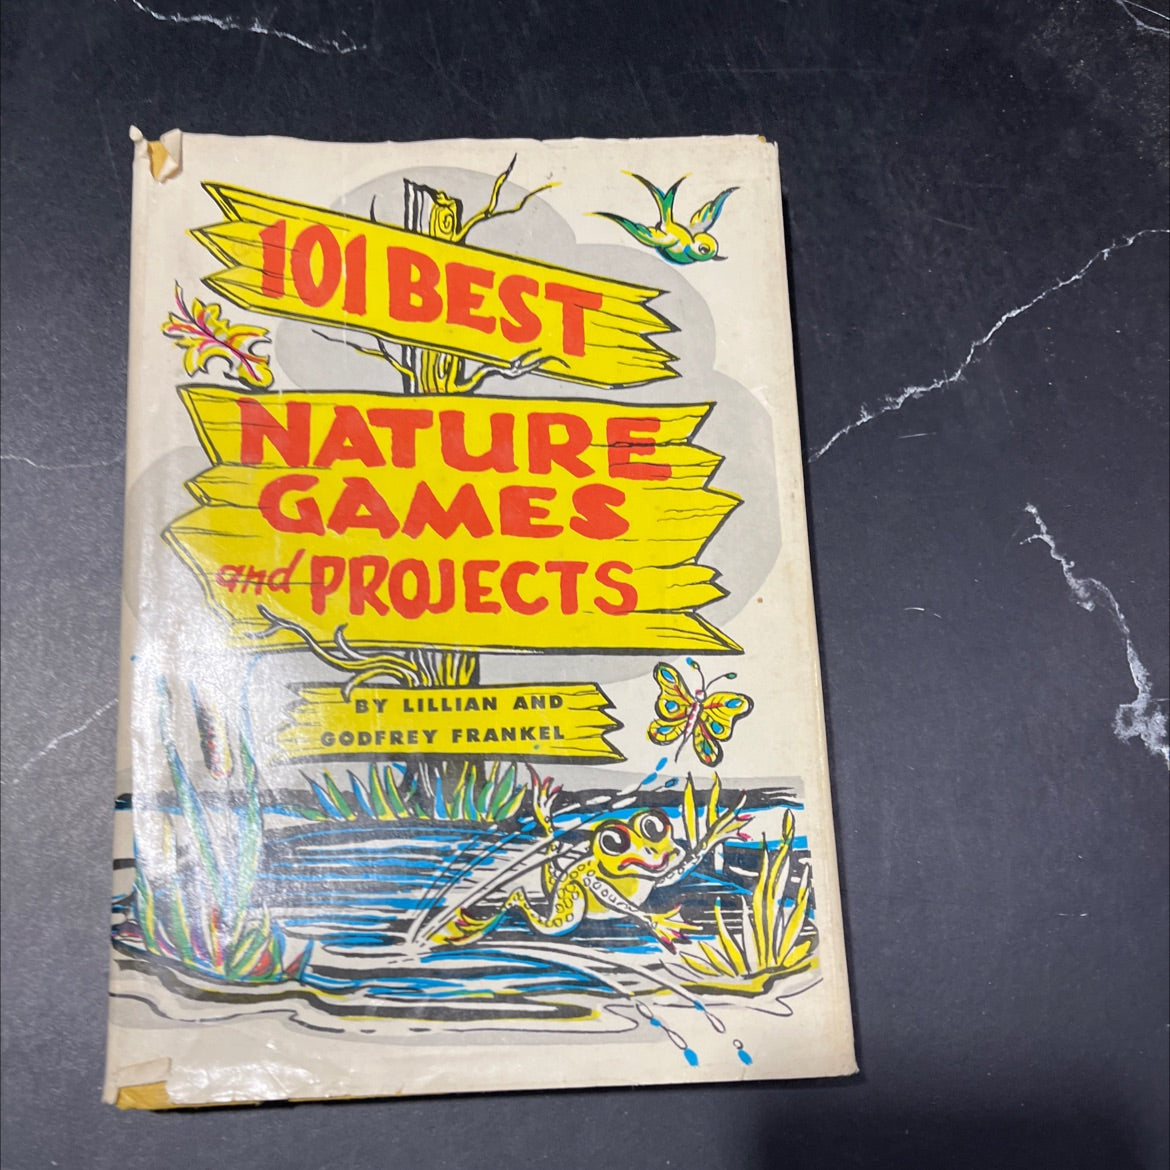 101 BEST
NATURE
GAMES
and PROJECTS
BY LILLIAN AND
GODFREY FRANKEL